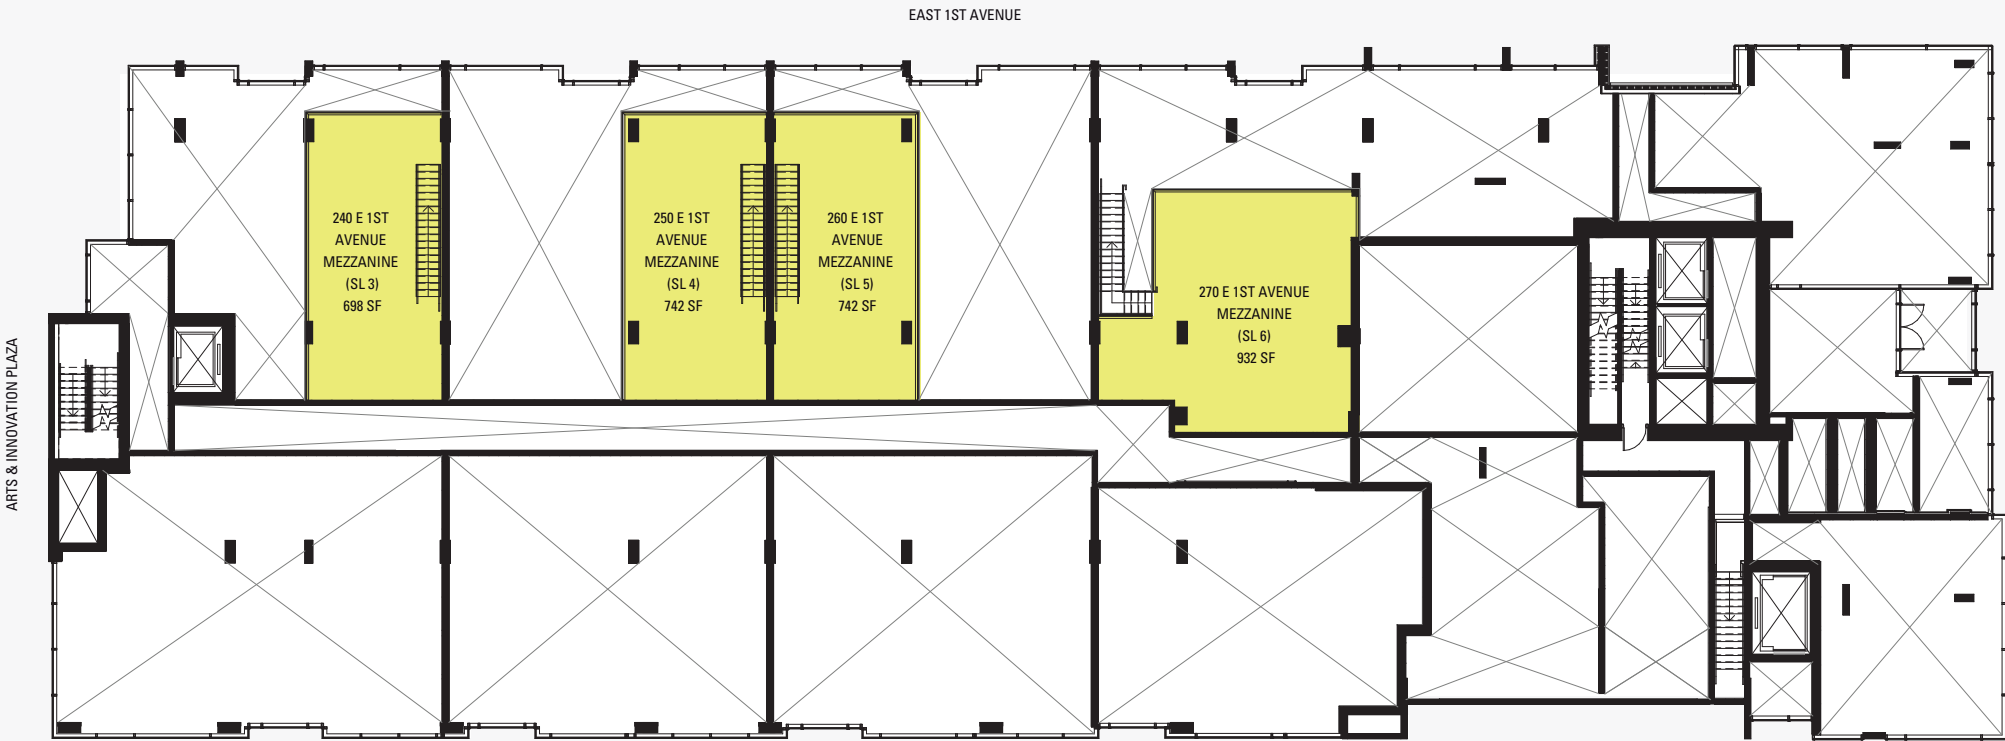 EAST 1ST AVENUE
240 E 1ST
AVENUE
MEZZANINE
(SL 3)
698 SF
250 E 1ST
AVENUE
MEZZANINE
(SL 4)
742 SF
260 E 1ST
AVENUE
MEZZANINE
(SL 5)
742 SF
270 E 1ST AVENUE
MEZZANINE
(SL 6)
932 SF
ARTS & INNOVATION PLAZA